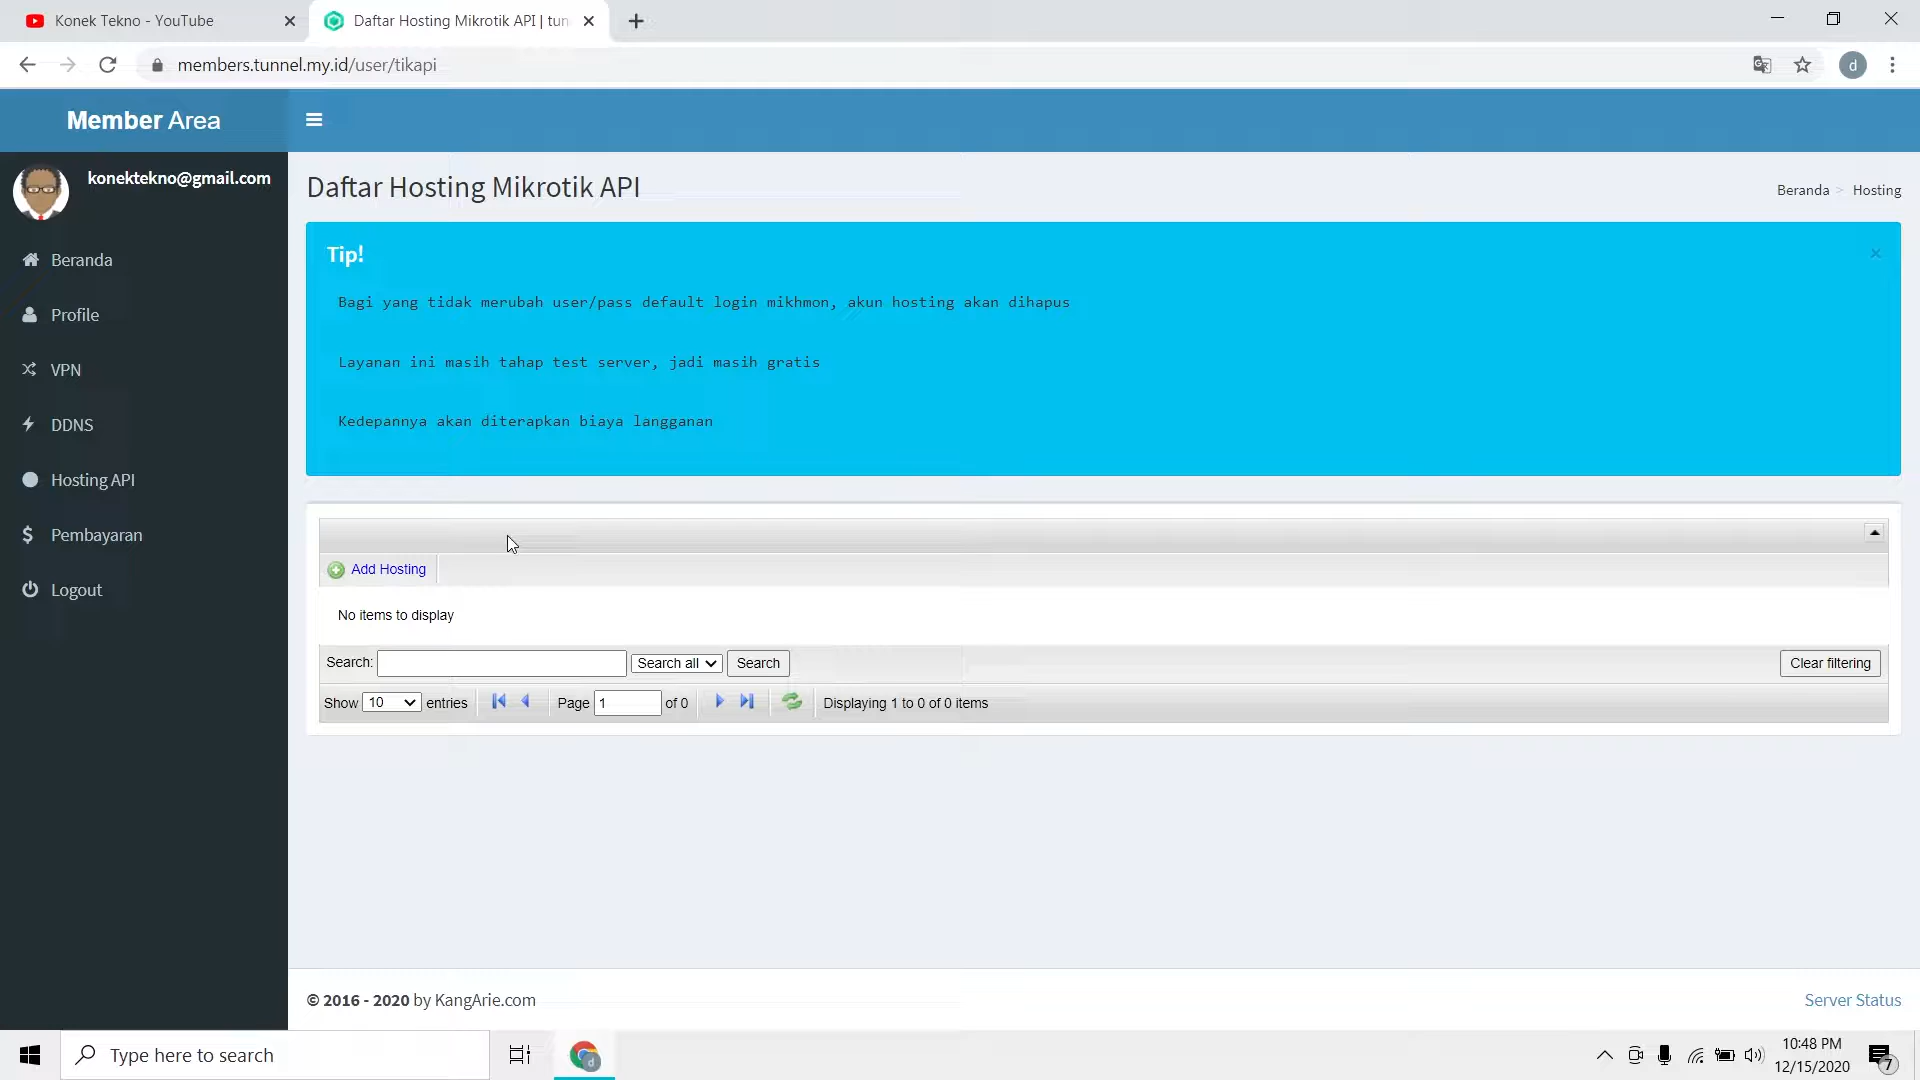 Konek Tekno - YouTube
Daftar Hosting Mikrotik API | tun
members.tunnel.my.id/user/tikapi
d
Member Area
konektekno@gmail.com
Beranda
Profile
VPN
DDNS
Hosting API
Pembayaran
Logout
Daftar Hosting Mikrotik API
Beranda > Hosting
Tip!
×
Bagi yang tidak merubah user/pass default login mikhmon, akun hosting akan dihapus
Layanan ini masih tahap test server, jadi masih gratis
Kedepannya akan diterapkan biaya langganan
Add Hosting
No items to display
Search: Search all Search Clear filtering
Show 10 entries Page 1 of 0 Displaying 1 to 0 of 0 items
© 2016 - 2020 by KangArie.com
Server Status
Type here to search
d
10:48 PM
12/15/2020
7